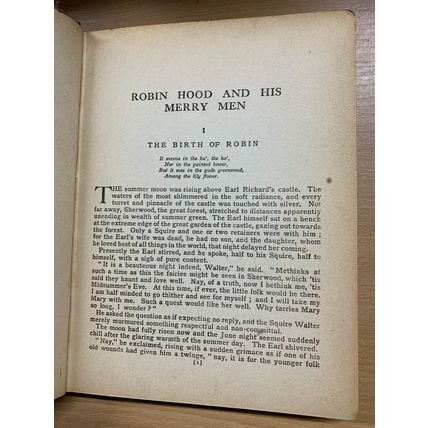 ROBIN HOOD AND HIS
MERRY MEN
I
THE BIRTH OF ROBIN
It wasna in the ha', the ha',
Nor in the painted bower,
But it was in the gude greenwood,
Amang the lily flower.
THE summer moon was rising above Earl Richard's castle. The
waters of the moat shimmered in the soft radiance, and every
turret and pinnacle of the castle was touched with silver. Not
far away, Sherwood, the great forest, stretched to distances apparently
unending in wealth of summer green. The Earl himself sat on a bench
at the extreme edge of the great garden of the castle, gazing out towards
the forest. Only a Squire and one or two retainers were with him;
for the Earl's wife was dead, he had no son, and the daughter, whom
he loved best of all things in the world, that night delayed her coming.
Presently the Earl stirred, and he spoke, half to his Squire, half to
himself, with a sigh of pure content.
"It is a beauteous night indeed, Walter," he said. "Methinks at
such a time as this the fairies might be seen in Sherwood, which 'tis
said they haunt and love well. Nay, of a truth, now I bethink me, 'tis
Midsummer's Eve. At this time, if ever, the little folk would be there.
I am half minded to go thither and see for myself; and I will take my
Mary with me. Such a quest would like her well. Why tarries Mary
so long, I wonder?"
He asked the question as if expecting no reply, and the Squire Walter
merely murmured something respectful and non-committal.
The moon had fully risen now and the June night seemed suddenly
chill after the glaring warmth of the summer day. The Earl shivered.
"Nay," he exclaimed, rising with a sudden grimace as if one of his
old wounds had given him a twinge, "nay, it is for the younger folk
[1]